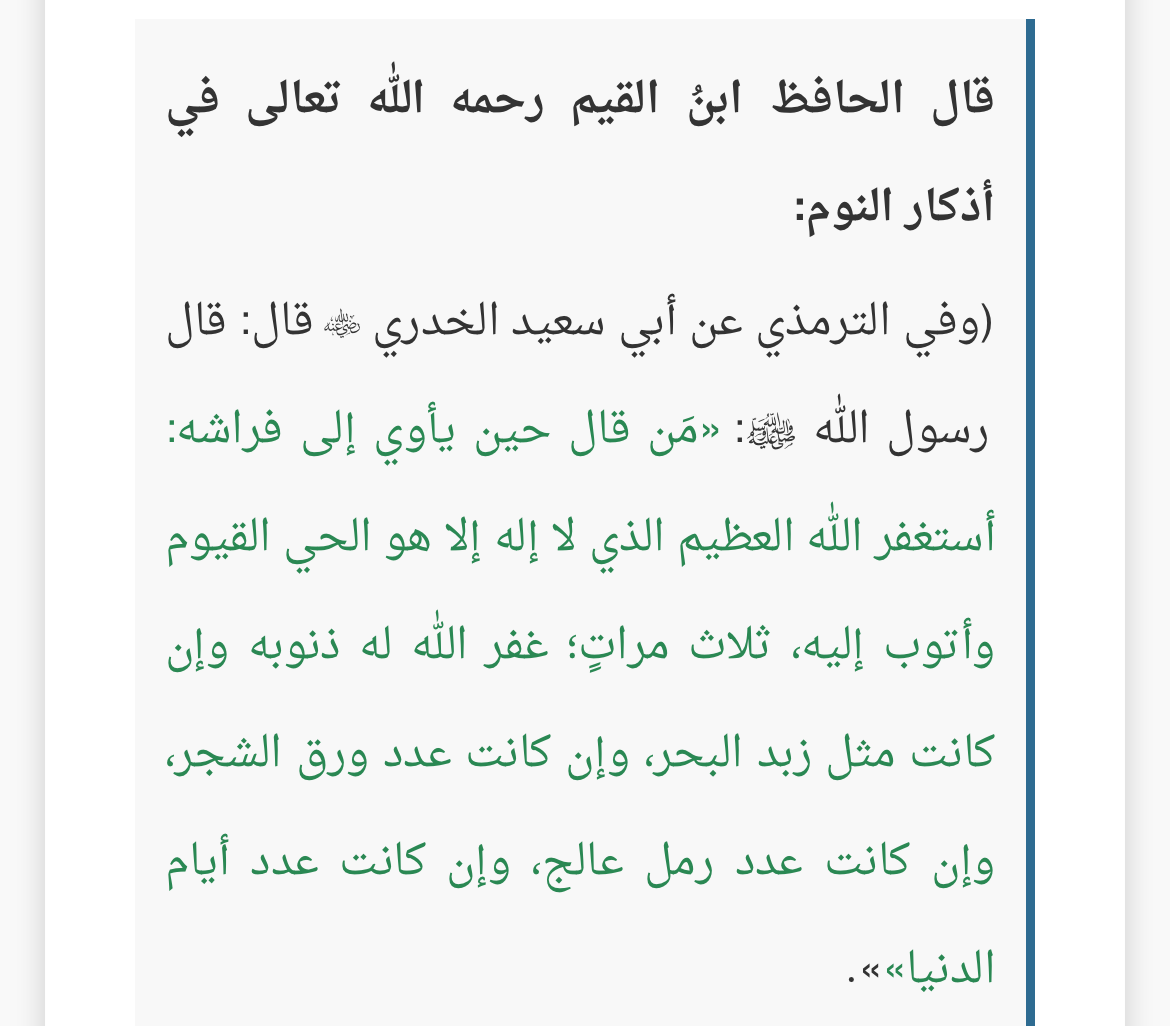 قال الحافظ ابنُ القيم رحمه الله تعالى في
أذكار النوم:
(وفي الترمذي عن أبي سعيد الخدري رضي الله عنه قال: قال
رسول الله ﷺ: «مَن قال حين يأوي إلى فراشه:
أستغفر الله العظيم الذي لا إله إلا هو الحي القيوم
وأتوب إليه، ثلاث مراتٍ؛ غفر الله له ذنوبه وإن
كانت مثل زبد البحر، وإن كانت عدد ورق الشجر،
وإن كانت عدد رمل عالج، وإن كانت عدد أيام
الدنيا»».